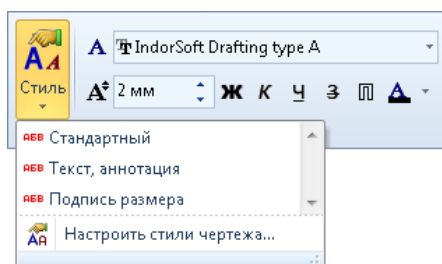 IndorSoft Drafting type A
Стиль
2 мм
Ж К Ч З П А
АБВ Стандартный
АБВ Текст, аннотация
АБВ Подпись размера
Настроить стили чертежа...